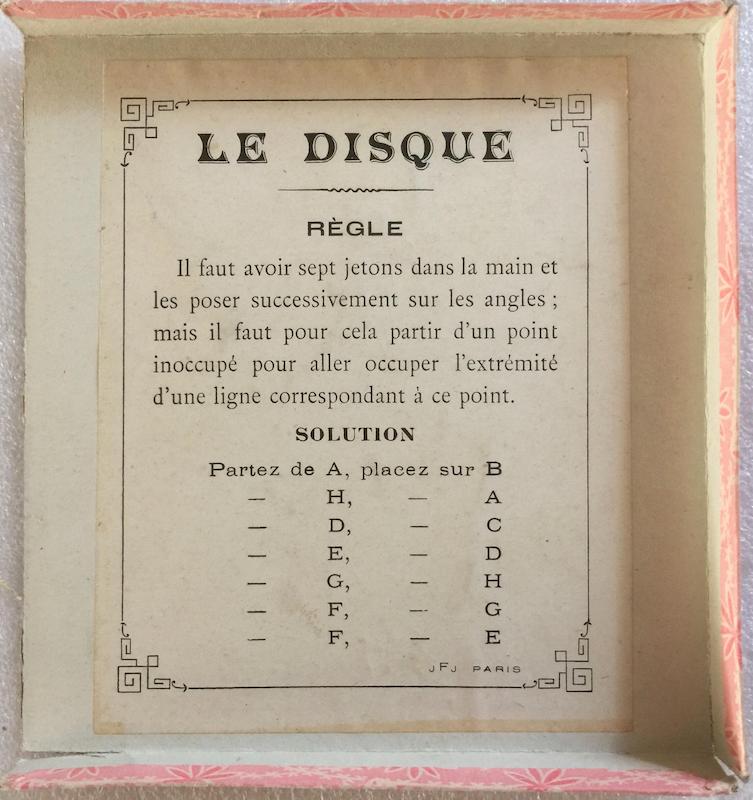 LE DISQUE
RÈGLE
Il faut avoir sept jetons dans la main et
les poser successivement sur les angles ;
mais il faut pour cela partir d'un point
inoccupé pour aller occuper l'extrémité
d'une ligne correspondant à ce point.
SOLUTION
Partez de A, placez sur B
— H, — A
— D, — C
— E, — D
— G, — H
— F, — G
— F, — E
JFJ PARIS